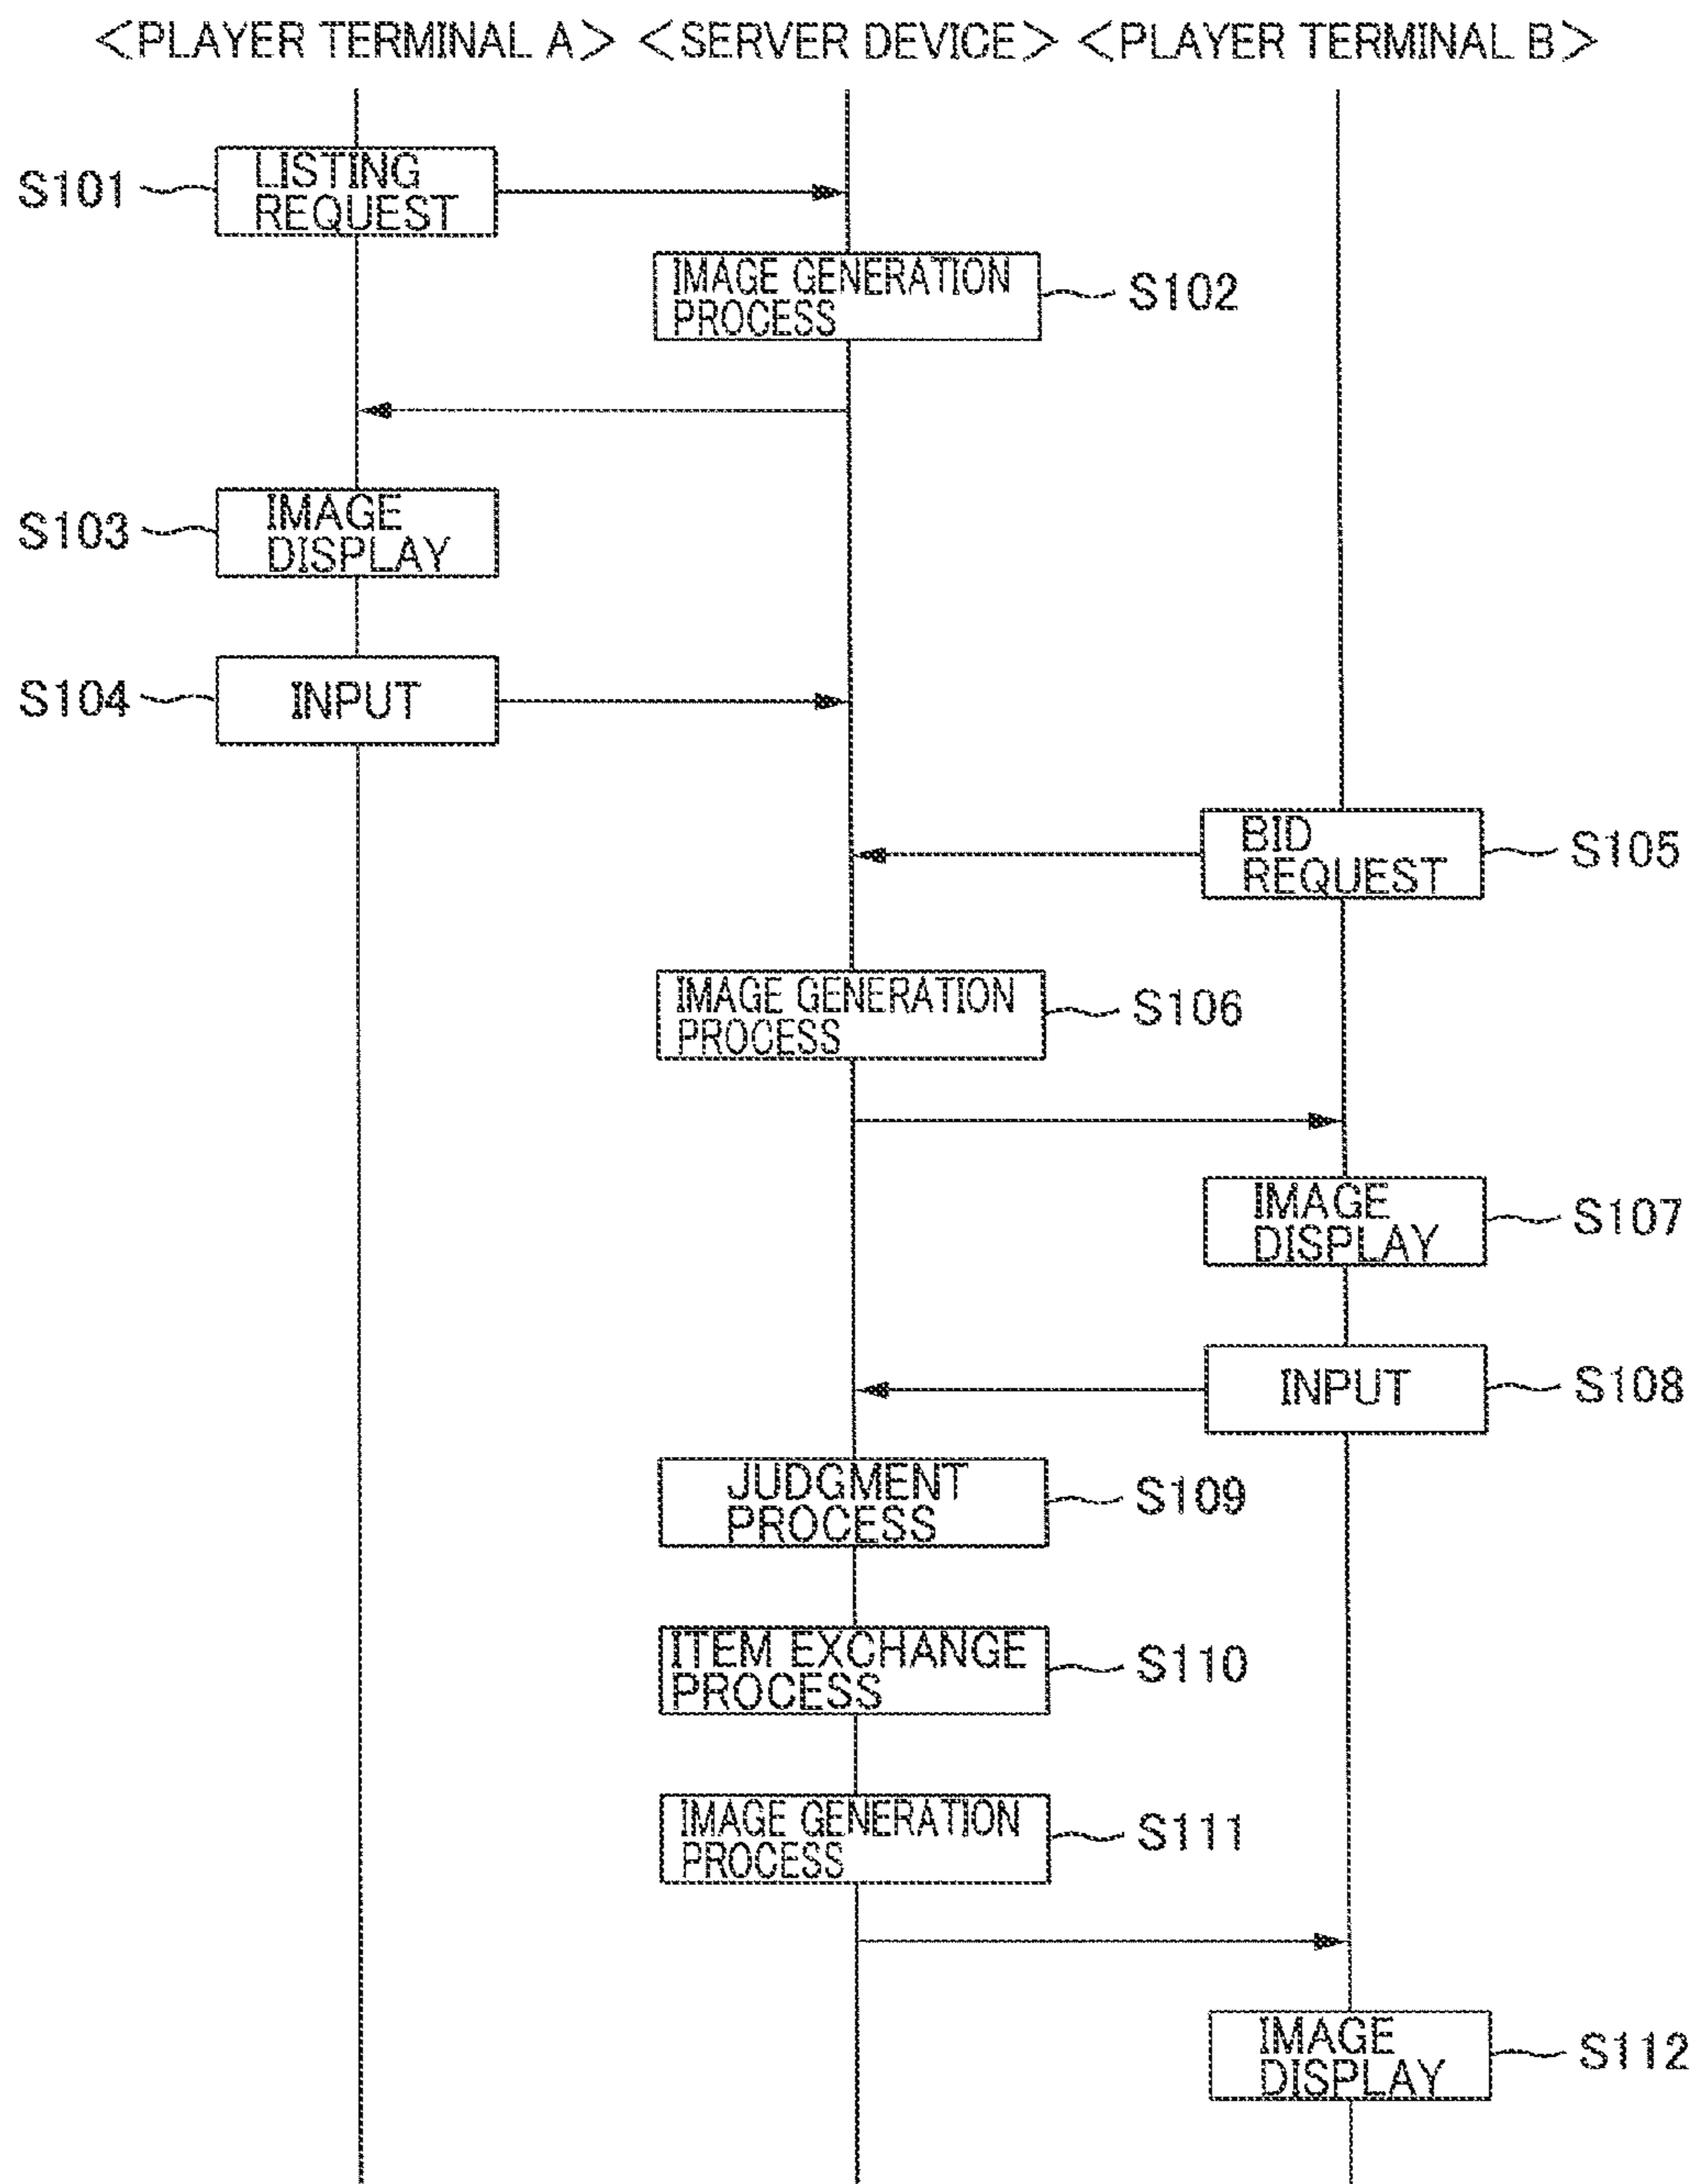 <PLAYER TERMINAL A> <SERVER DEVICE> <PLAYER TERMINAL B>
S101
LISTING
REQUEST
IMAGE GENERATION
PROCESS
S102
S103
IMAGE
DISPLAY
S104
INPUT
BID
REQUEST
S105
IMAGE GENERATION
PROCESS
S106
IMAGE
DISPLAY
S107
INPUT
S108
JUDGMENT
PROCESS
S109
ITEM EXCHANGE
PROCESS
S110
IMAGE GENERATION
PROCESS
S111
IMAGE
DISPLAY
S112